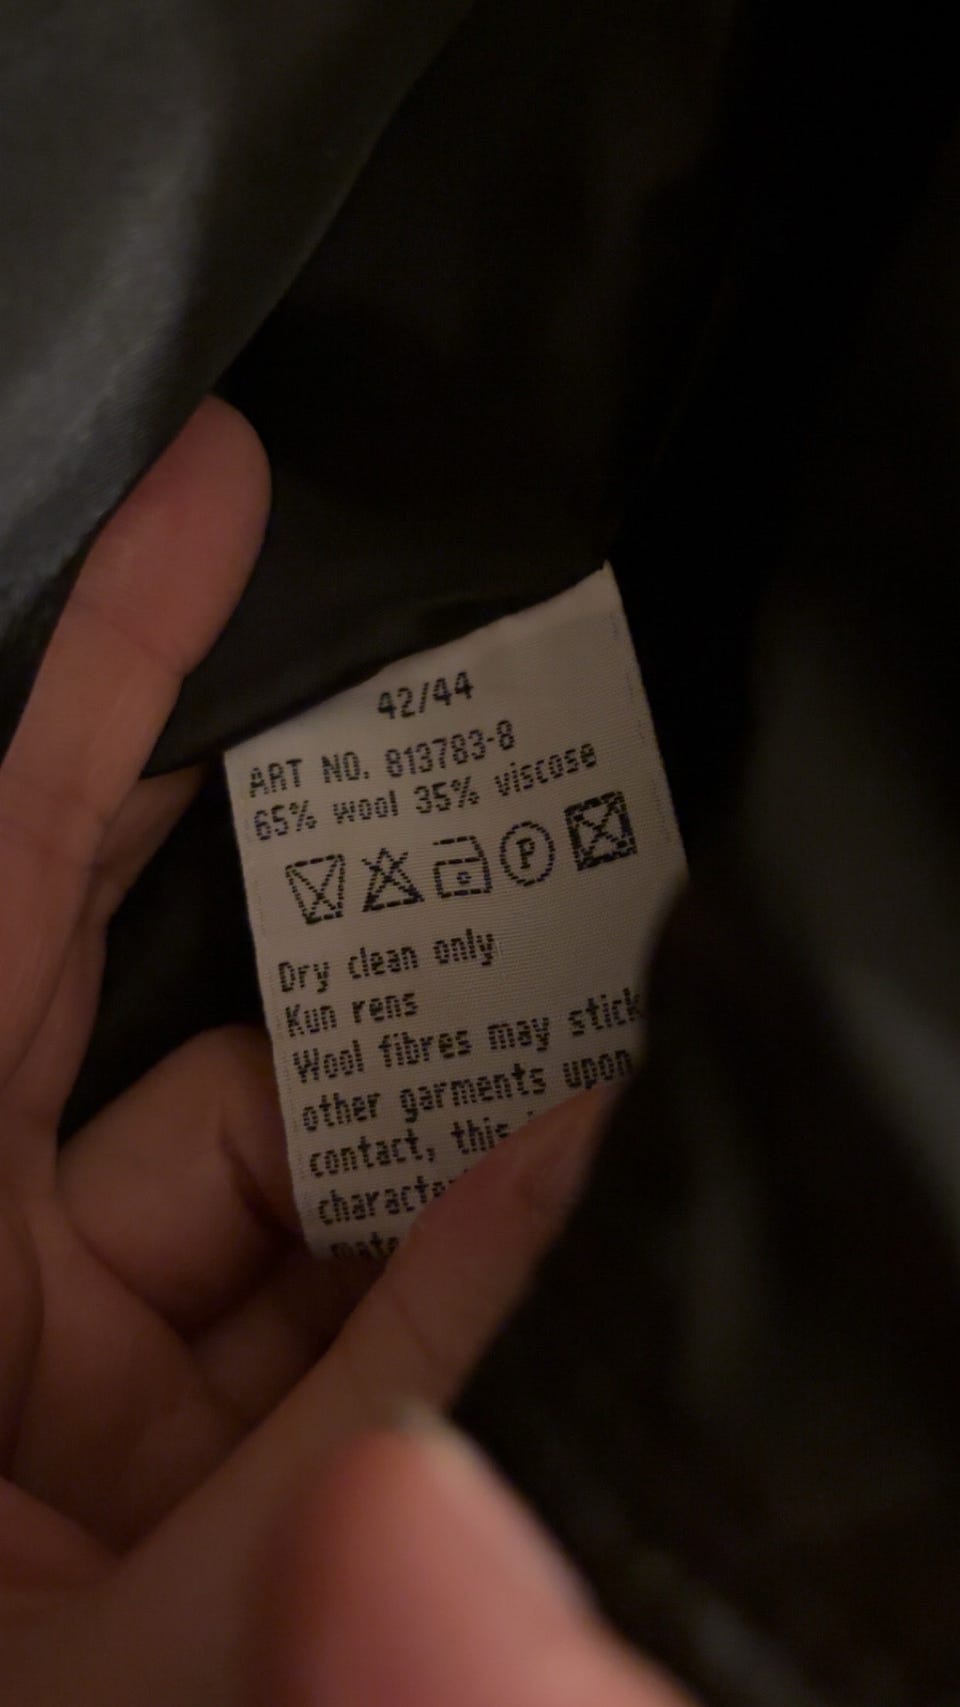 42/44
ART NO. 813783-8
65% wool 35% viscose
P
Dry clean only
Kun rens
Wool fibres may stick
other garments upon
contact, this